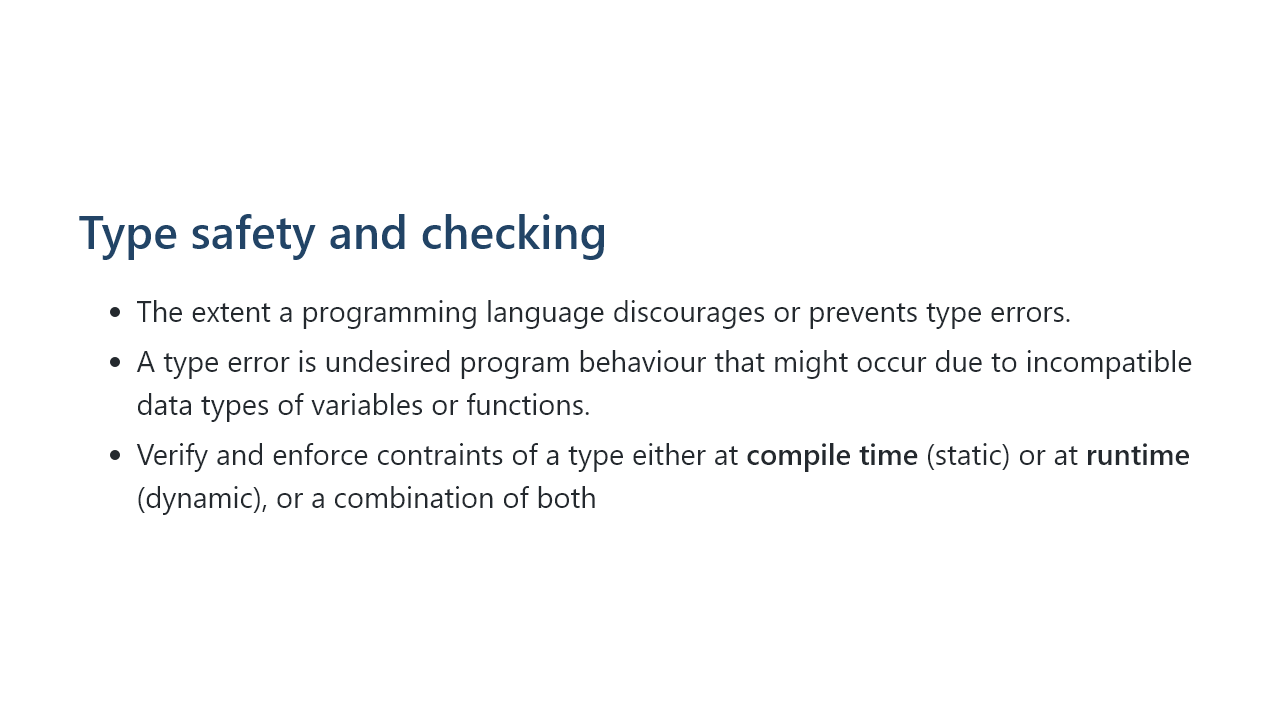 Type safety and checking
• The extent a programming language discourages or prevents type errors.
• A type error is undesired program behaviour that might occur due to incompatible
data types of variables or functions.
• Verify and enforce contraints of a type either at compile time (static) or at runtime
(dynamic), or a combination of both